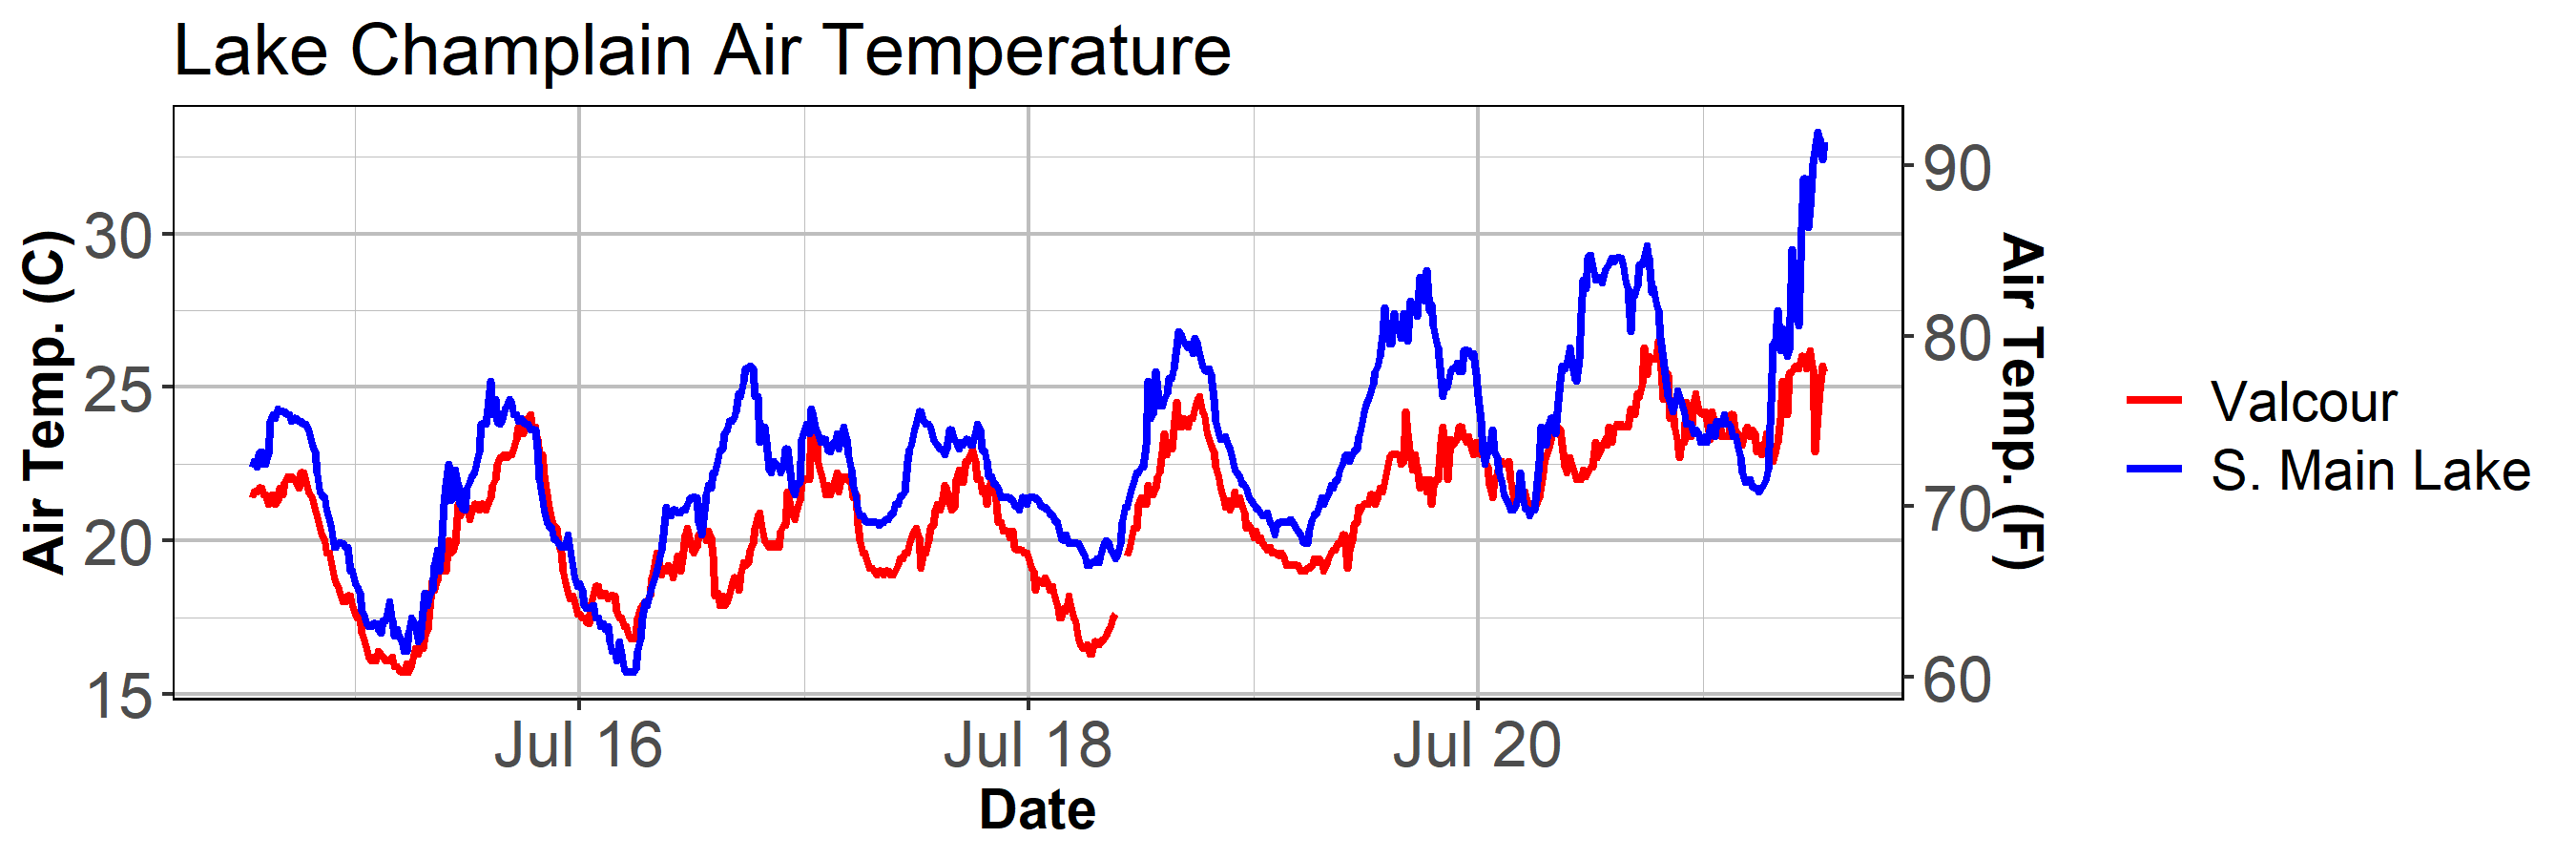 Lake Champlain Air Temperature
Air Temp. (C)
30
25
20
15
90
80
70
60
Air Temp. (F)
Jul 16
Jul 18
Jul 20
Date
Valcour
S. Main Lake